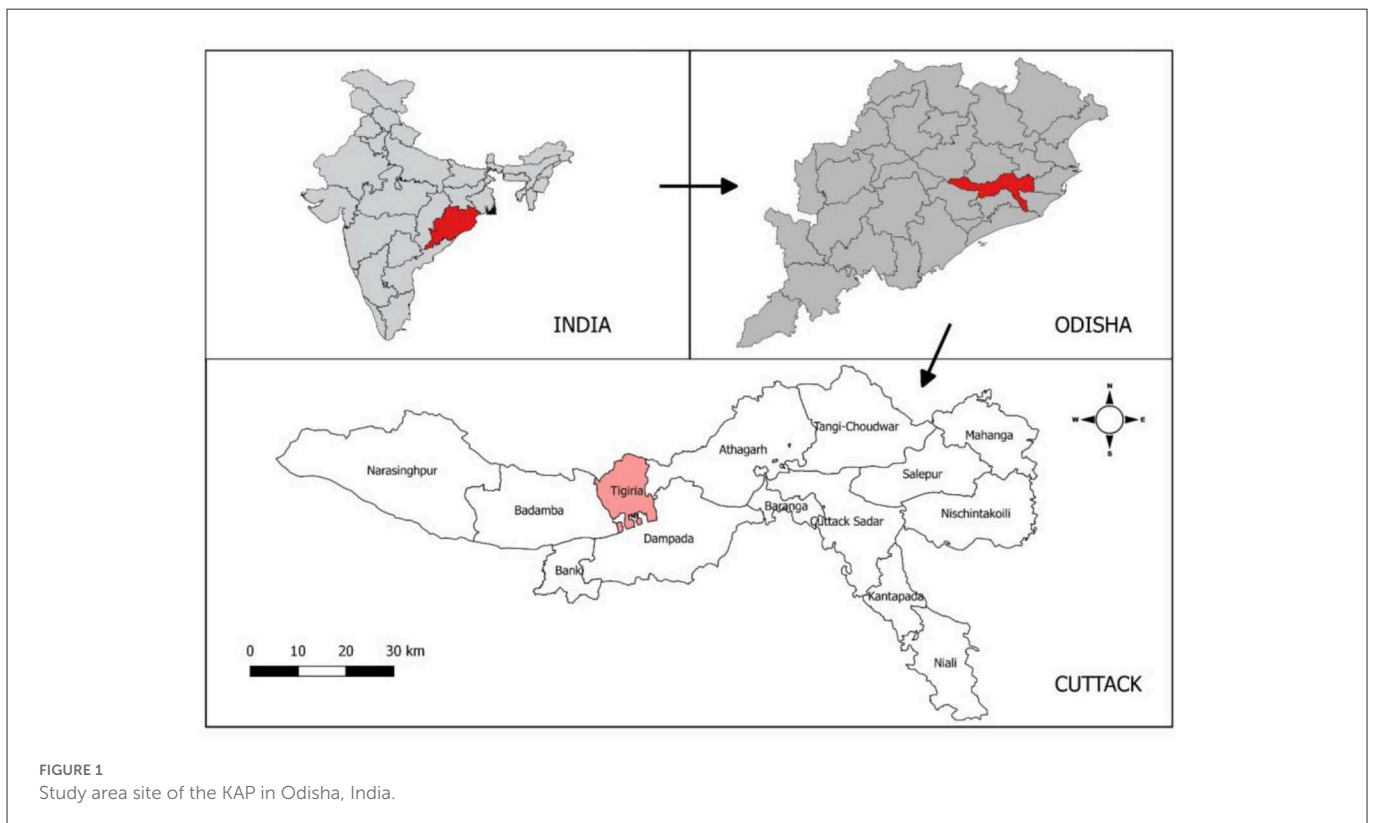 INDIA
ODISHA
N
W
E
S
Tangi-Choudwar
Mahanga
Athagarh
Narasinghpur
Salepur
Tigiria
Badamba
Baranga
Nischintakoili
Cuttack Sadar
Dampada
Banki
Kantapada
Niali
0 10 20 30 km
CUTTACK
FIGURE 1
Study area site of the KAP in Odisha, India.